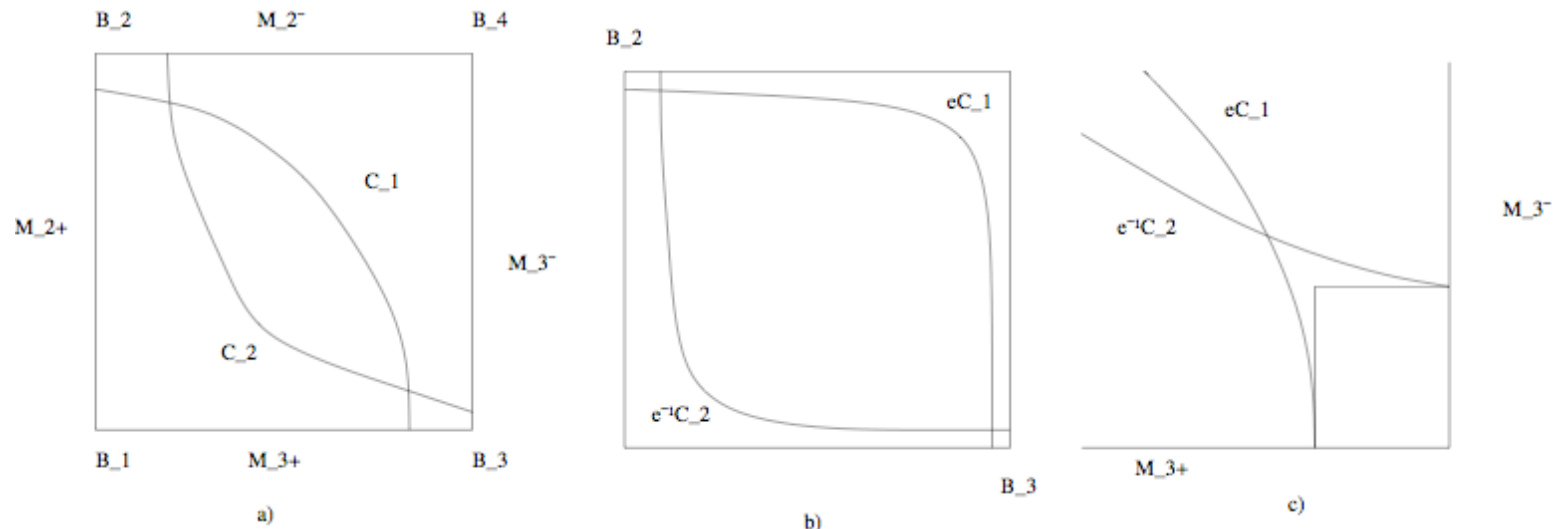 B_2 M_2⁻ B_4
C_1
M_2+
M_3⁻
C_2
B_1 M_3+ B_3
a)
B_2
eC_1
e⁻¹C_2
B_3
b)
eC_1
M_3⁻
e⁻¹C_2
M_3+
c)